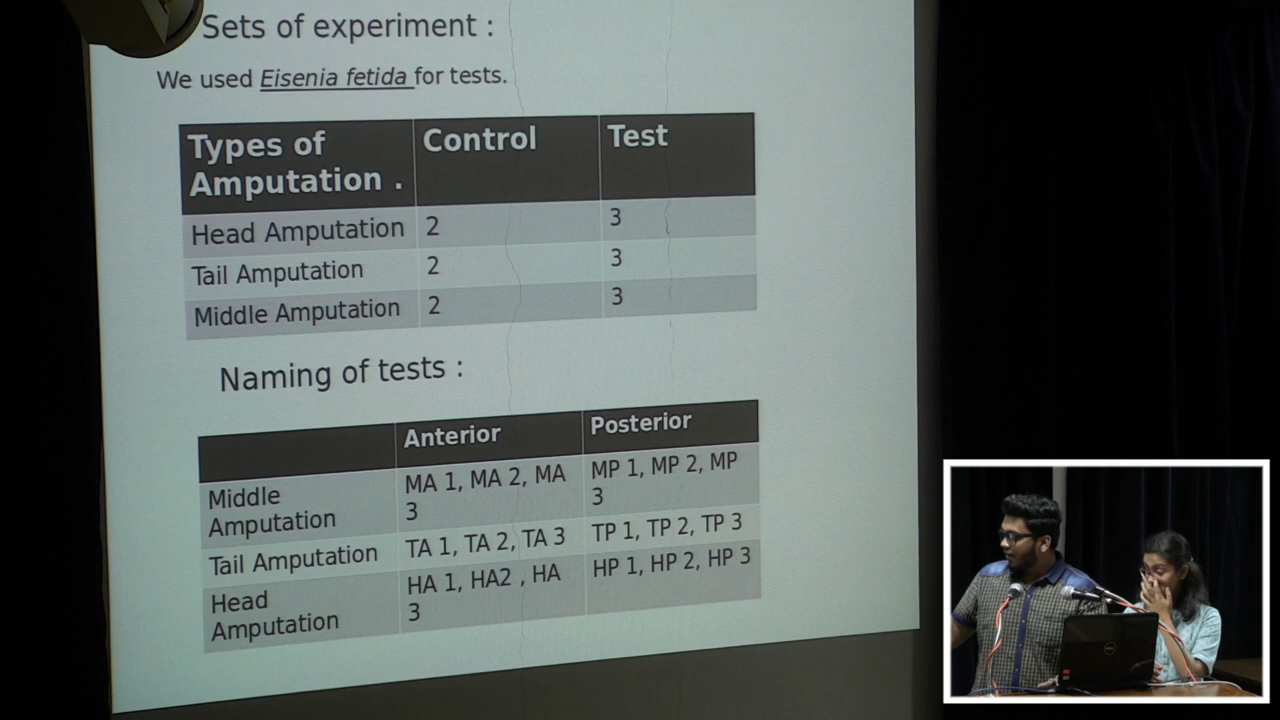 Sets of experiment :
We used Eisenia fetida for tests.
Types of Amputation . Control Test
Head Amputation 2 3
Tail Amputation 2 3
Middle Amputation 2 3
Naming of tests :
Anterior Posterior
Middle Amputation MA 1, MA 2, MA 3 MP 1, MP 2, MP 3
Tail Amputation TA 1, TA 2, TA 3 TP 1, TP 2, TP 3
Head Amputation HA 1, HA2 , HA 3 HP 1, HP 2, HP 3